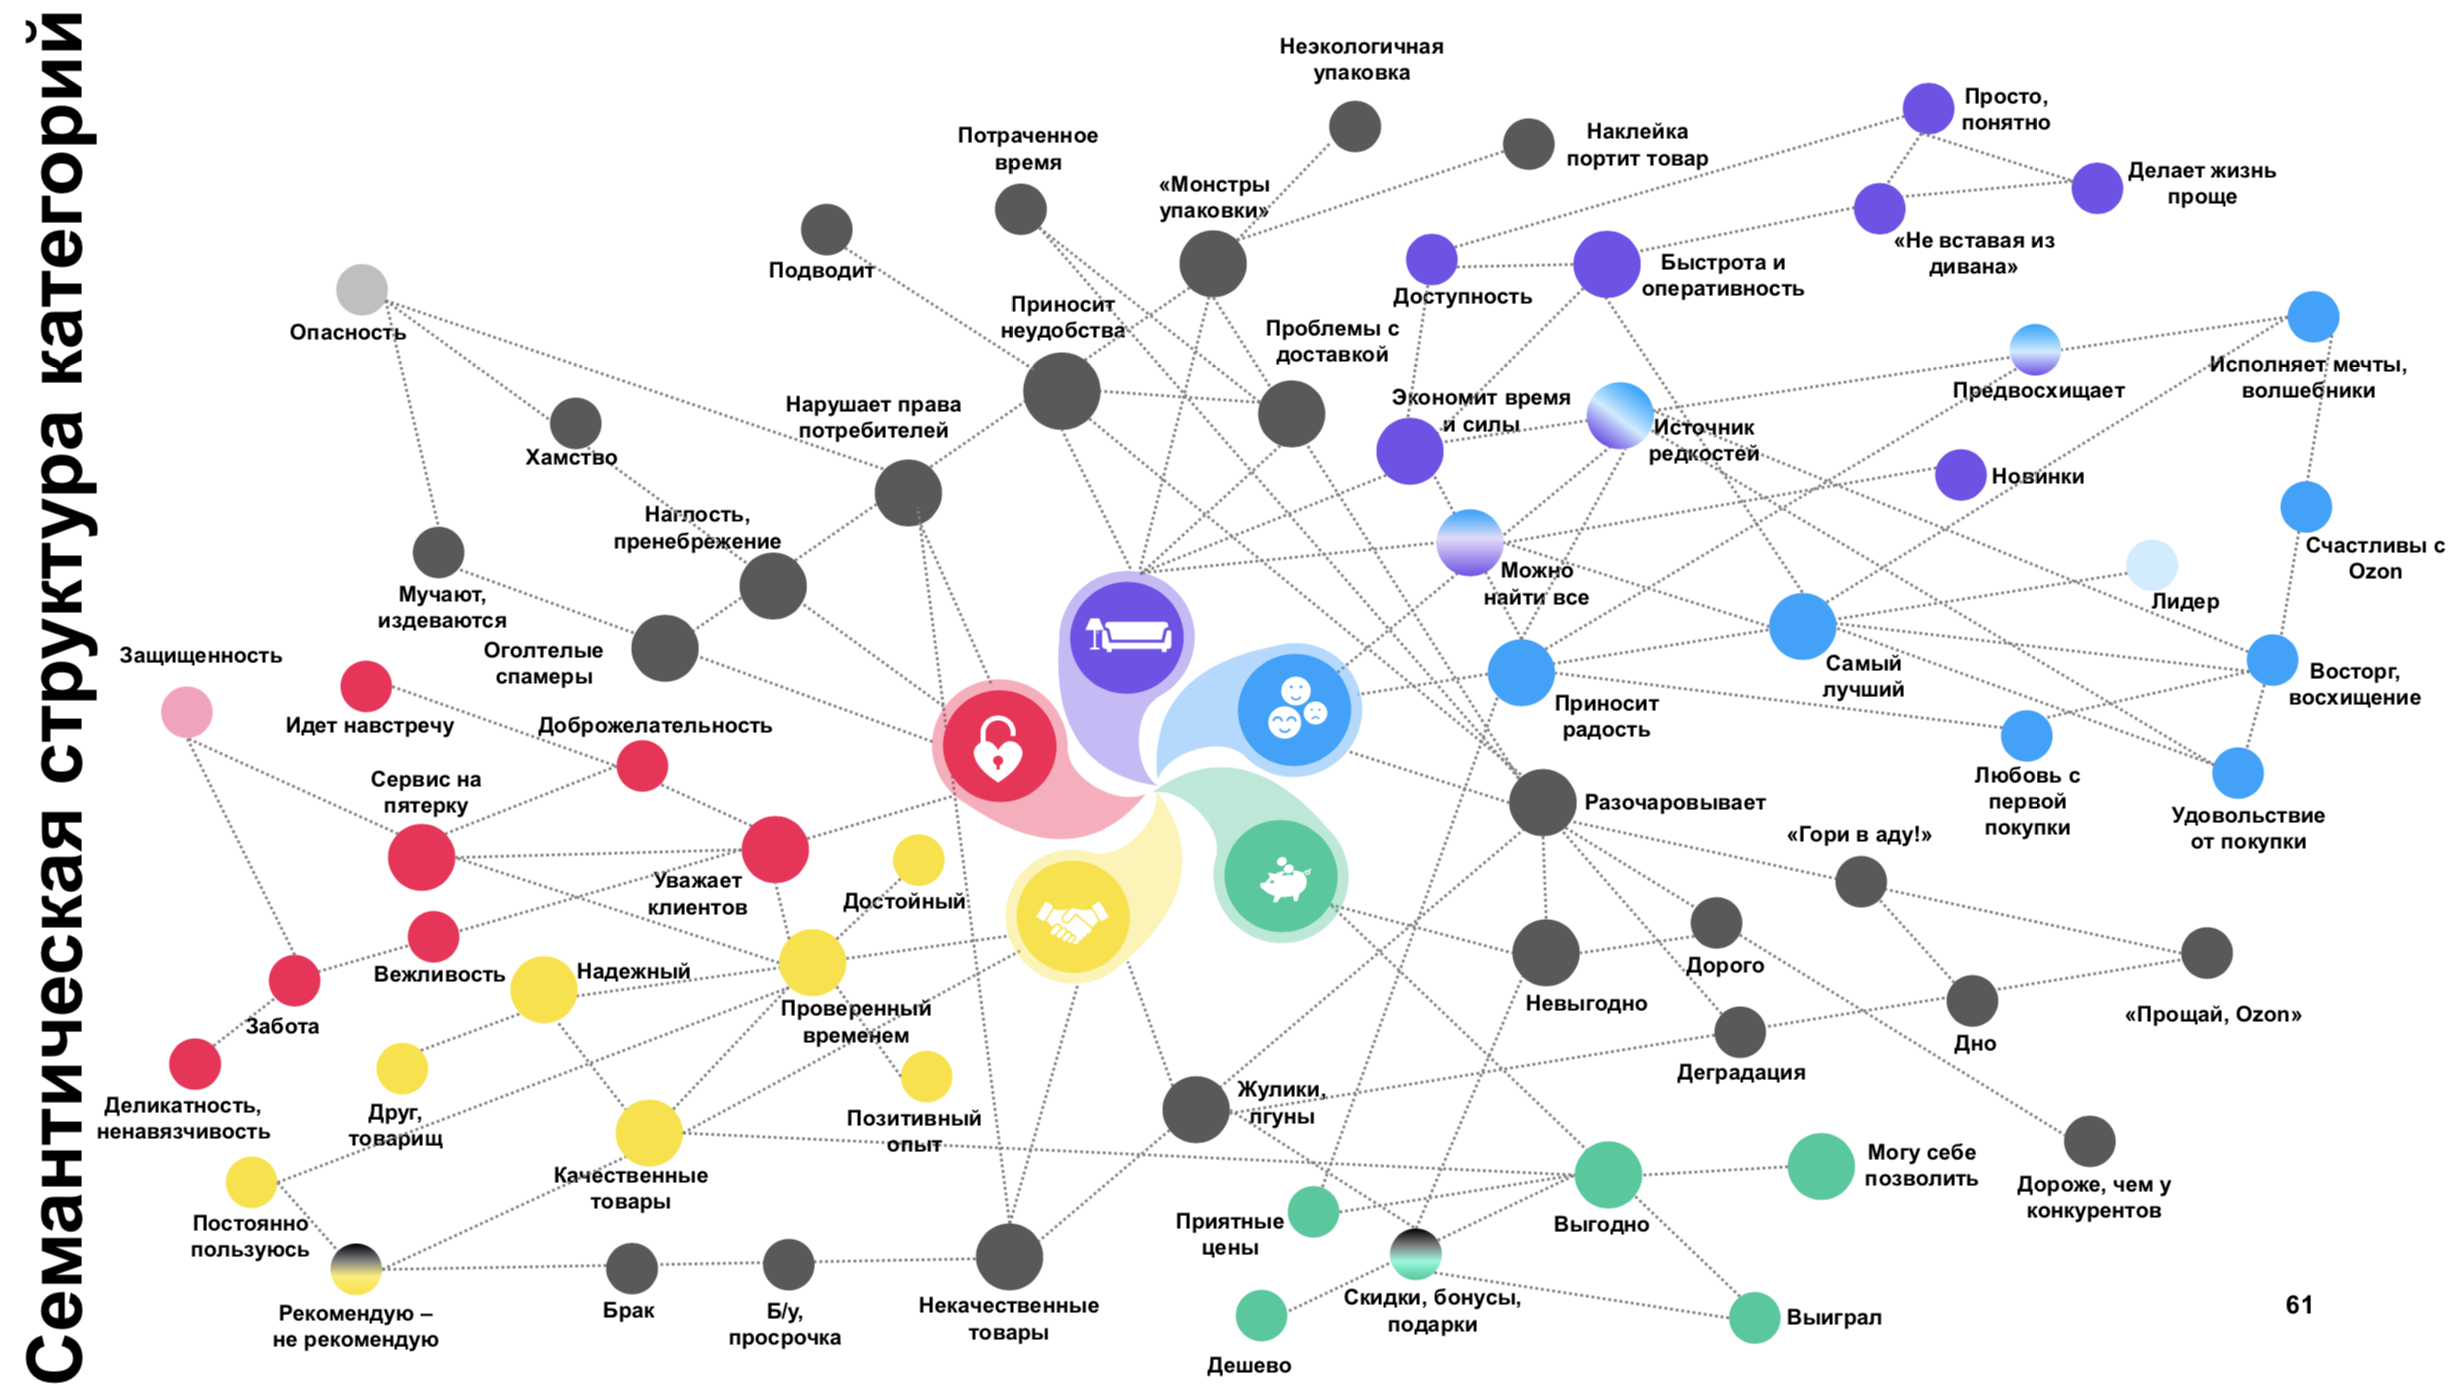 Семантическая структура категорий
Неэкологичная
упаковка
Наклейка
портит товар
Просто,
понятно
Потраченное
время
«Монстры
упаковки»
Делает жизнь
проще
«Не вставая из
дивана»
Подводит
Доступность
Быстрота и
оперативность
Опасность
Приносит
неудобства
Проблемы с
доставкой
Исполняет мечты,
волшебники
Предвосхищает
Экономит время
и силы
Нарушает права
потребителей
Источник
редкостей
Хамство
Новинки
Наглость,
пренебрежение
Счастливы с
Ozon
Можно
найти все
Мучают,
издеваются
Лидер
Оголтелые
спамеры
Защищенность
Самый
лучший
Восторг,
восхищение
Идет навстречу
Доброжелательность
Приносит
радость
Сервис на
пятерку
Любовь с
первой
покупки
Удовольствие
от покупки
Разочаровывает
«Гори в аду!»
Уважает
клиентов
Достойный
Вежливость
Надежный
Дорого
Невыгодно
Проверенный
временем
Забота
«Прощай, Ozon»
Дно
Деградация
Деликатность,
ненавязчивость
Друг,
товарищ
Позитивный
опыт
Жулики,
лгуны
Качественные
товары
Могу себе
позволить
Дороже, чем у
конкурентов
Постоянно
пользуюсь
Приятные
цены
Выгодно
Рекомендую –
не рекомендую
Брак
Б/у,
просрочка
Некачественные
товары
Скидки, бонусы,
подарки
Выиграл
Дешево
61